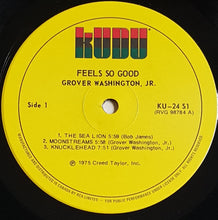 KUDU
FEELS SO GOOD
GROVER WASHINGTON, JR.
Side 1
KU-24 S1
(RVG 98784 A)
1. THE SEA LION 5:58 (Bob James)
2. MOONSTREAMS 5:58 (Grover Washington, Jr.)
3. KNUCKLEHEAD 7:51 (Grover Washington, Jr.)
℗ 1975 Creed Taylor, Inc.